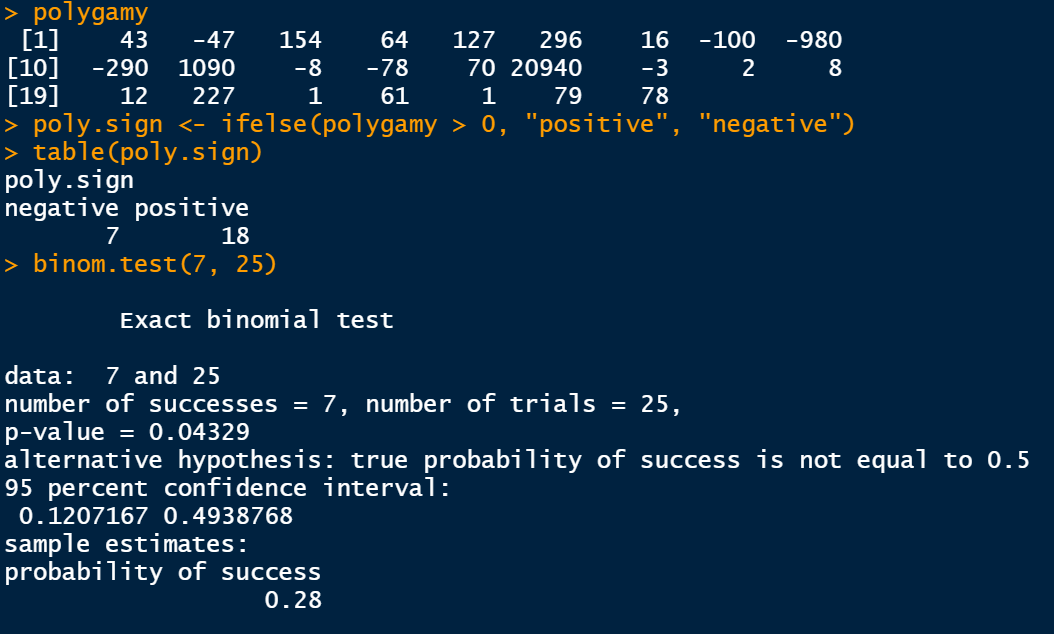 > polygamy
 [1]    43   -47   154    64   127   296    16  -100  -980
[10]  -290  1090    -8   -78    70 20940    -3     2     8
[19]    12   227     1    61     1    79    78
> poly.sign <- ifelse(polygamy > 0, "positive", "negative")
> table(poly.sign)
poly.sign
negative positive
       7       18
> binom.test(7, 25)
        Exact binomial test
data:  7 and 25
number of successes = 7, number of trials = 25,
p-value = 0.04329
alternative hypothesis: true probability of success is not equal to 0.5
95 percent confidence interval:
 0.1207167 0.4938768
sample estimates:
probability of success
                  0.28